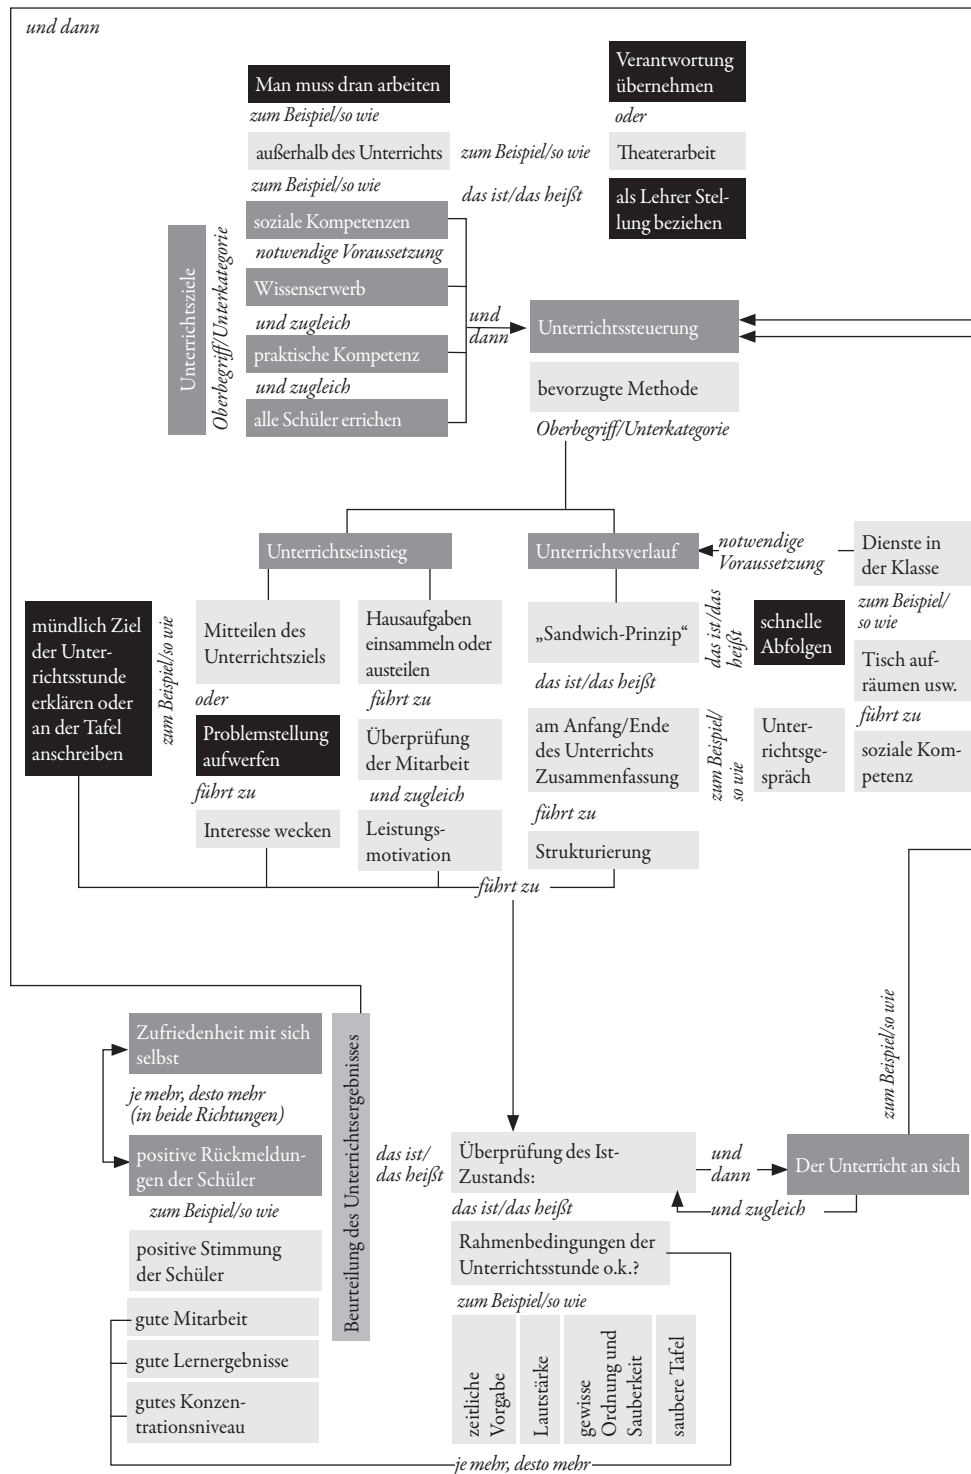 und dann
Man muss dran arbeiten
zum Beispiel/so wie
außerhalb des Unterrichts
zum Beispiel/so wie
Verantwortung
übernehmen
oder
Theaterarbeit
zum Beispiel/so wie
das ist/das heißt
als Lehrer Stel-
lung beziehen
Unterrichtsziele
Oberbegriff/Unterkategorie
soziale Kompetenzen
notwendige Voraussetzung
Wissenserwerb
und zugleich
praktische Kompetenz
und zugleich
alle Schüler erreichen
und
dann
Unterrichtssteuerung
bevorzugte Methode
Oberbegriff/Unterkategorie
Unterrichtseinstieg
Unterrichtsverlauf
notwendige
Voraussetzung
Dienste in
der Klasse
zum Beispiel/
so wie
Tisch auf-
räumen usw.
führt zu
soziale Kom-
petenz
mündlich Ziel
der Unter-
richtsstunde
erklären oder
an der Tafel
anschreiben
zum Beispiel/so wie
Mitteilen des
Unterrichtsziels
oder
Problemstellung
aufwerfen
führt zu
Interesse wecken
Hausaufgaben
einsammeln oder
austeilen
führt zu
Überprüfung
der Mitarbeit
und zugleich
Leistungs-
motivation
„Sandwich-Prinzip“
das ist/das
heißt
schnelle
Abfolgen
das ist/das heißt
am Anfang/Ende
des Unterrichts
Zusammenfassung
zum Beispiel/
so wie
Unter-
richtsge-
spräch
führt zu
Strukturierung
führt zu
Zufriedenheit mit sich
selbst
je mehr, desto mehr
(in beide Richtungen)
positive Rückmeldun-
gen der Schüler
zum Beispiel/so wie
positive Stimmung
der Schüler
gute Mitarbeit
gute Lernergebnisse
gutes Konzen-
trationsniveau
Beurteilung des Unterrichtsergebnisses
das ist/
das heißt
Überprüfung des Ist-
Zustands:
und
dann
Der Unterricht an sich
zum Beispiel/so wie
und zugleich
das ist/das heißt
Rahmenbedingungen der
Unterrichtsstunde o.k.?
zum Beispiel/so wie
zeitliche
Vorgabe
Lautstärke
gewisse
Ordnung und
Sauberkeit
saubere Tafel
je mehr, desto mehr